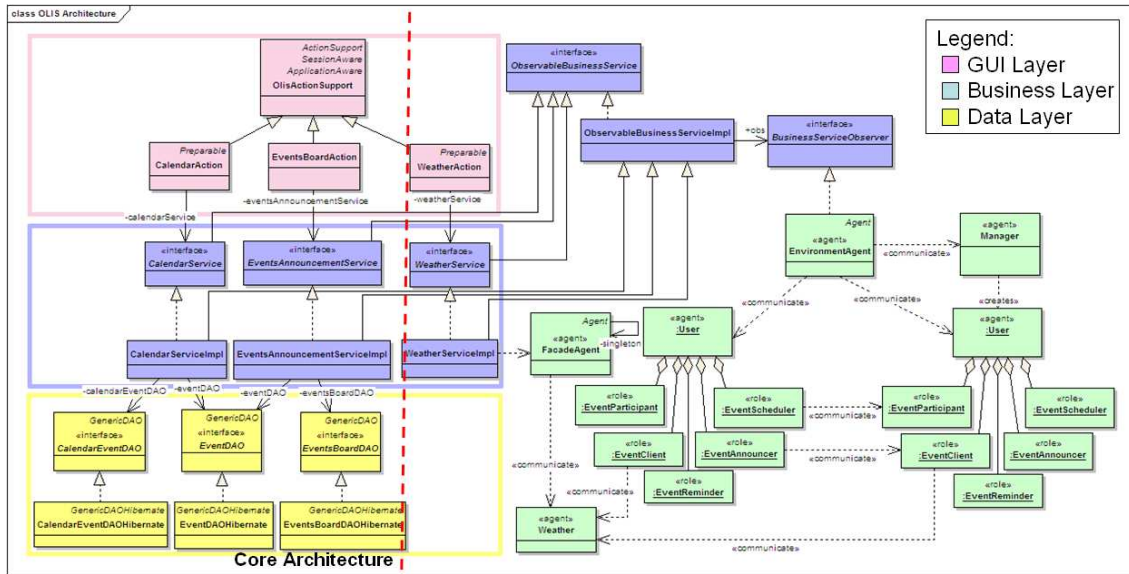 class OLIS Architecture
Legend:
GUI Layer
Business Layer
Data Layer
ActionSupport
SessionAware
ApplicationAware
OlisActionSupport
Preparable
CalendarAction
EventsBoardAction
Preparable
WeatherAction
-calendarService
-eventsAnnouncementService
-weatherService
«interface»
ObservableBusinessService
ObservableBusinessServiceImpl
+obs
«interface»
BusinessServiceObserver
«interface»
CalendarService
«interface»
EventsAnnouncementService
«interface»
WeatherService
CalendarServiceImpl
EventsAnnouncementServiceImpl
WeatherServiceImpl
-calendarEventDAO
-eventDAO
-eventDAO
-eventsBoardDAO
GenericDAO
«interface»
CalendarEventDAO
GenericDAO
«interface»
EventDAO
GenericDAO
«interface»
EventsBoardDAO
GenericDAOHibernate
CalendarEventDAOHibernate
GenericDAOHibernate
EventDAOHibernate
GenericDAOHibernate
EventsBoardDAOHibernate
Core Architecture
Agent
«agent»
EnvironmentAgent
«communicate»
«agent»
Manager
«communicate»
«communicate»
«creates»
Agent
«agent»
FacadeAgent
-singleton
«agent»
:User
«agent»
:User
«role»
:EventParticipant
«role»
:EventScheduler
«communicate»
«role»
:EventParticipant
«role»
:EventScheduler
«role»
:EventClient
«role»
:EventAnnouncer
«communicate»
«role»
:EventClient
«role»
:EventAnnouncer
«communicate»
«role»
:EventReminder
«role»
:EventReminder
«communicate»
«agent»
Weather
«communicate»